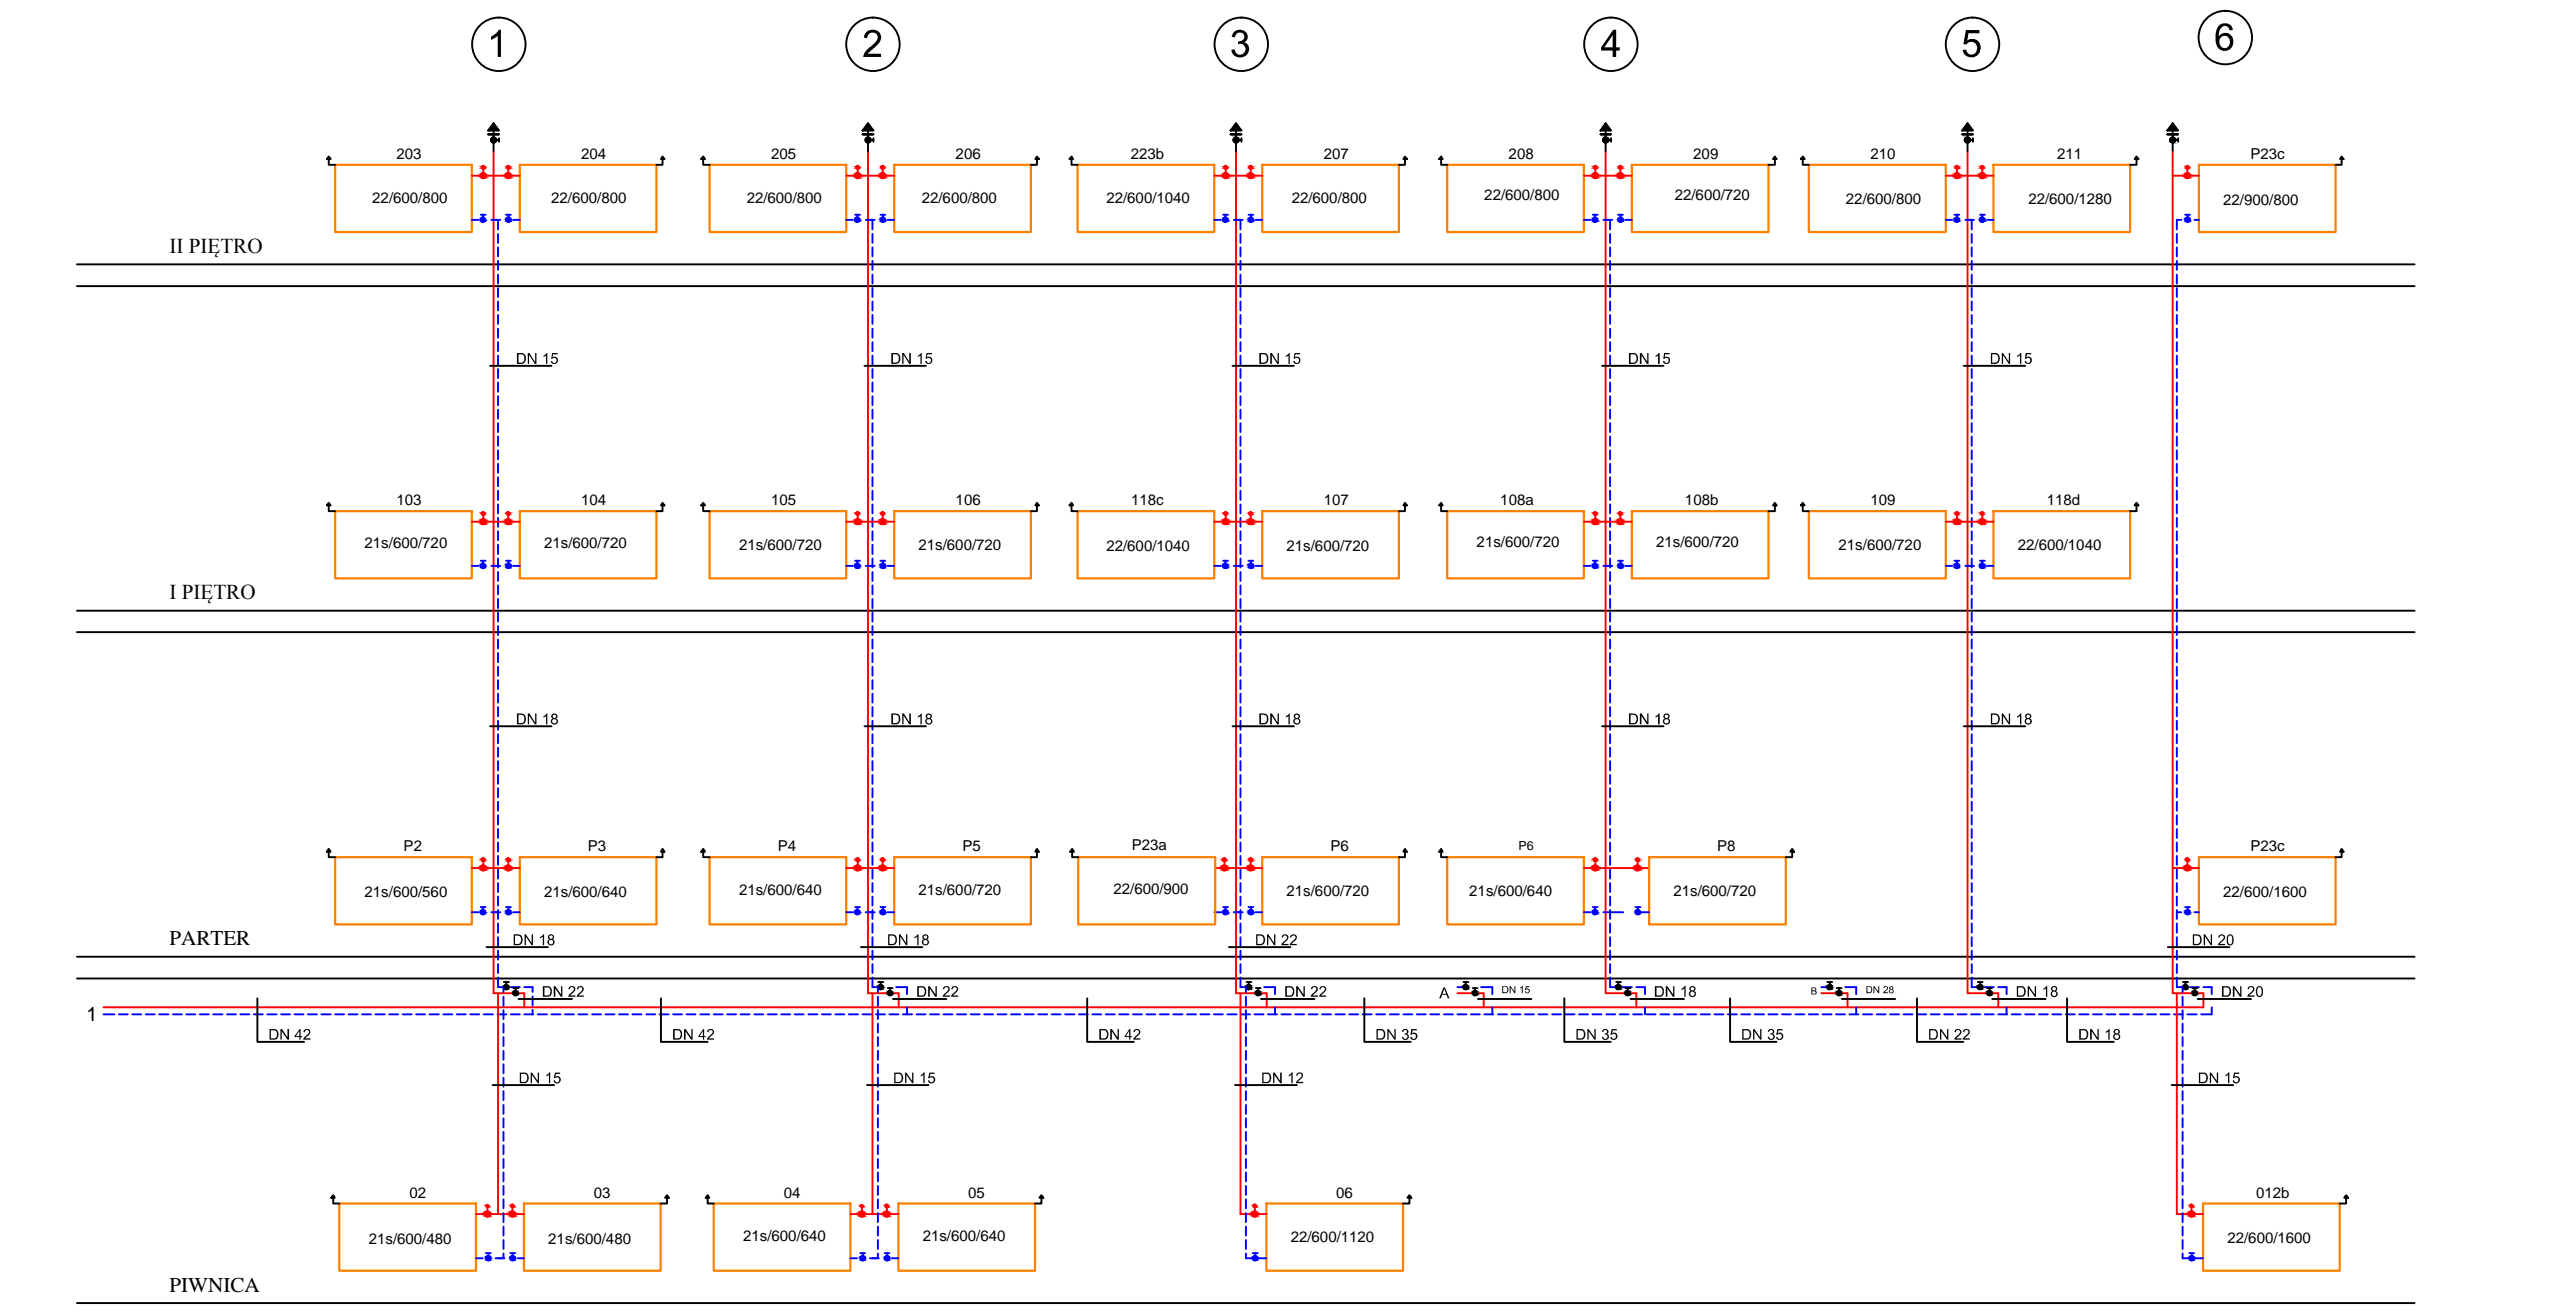 1 2 3 4 5 6
203 204 205 206 223b 207 208 209 210 211 P23c
22/600/800 22/600/800 22/600/800 22/600/800 22/600/1040 22/600/800 22/600/800 22/600/720 22/600/800 22/600/1280 22/900/800
II PIĘTRO
DN 15 DN 15 DN 15 DN 15 DN 15
103 104 105 106 118c 107 108a 108b 109 118d
21s/600/720 21s/600/720 21s/600/720 21s/600/720 22/600/1040 21s/600/720 21s/600/720 21s/600/720 21s/600/720 22/600/1040
I PIĘTRO
DN 18 DN 18 DN 18 DN 18 DN 18
P2 P3 P4 P5 P23a P6 P6 P8 P23c
21s/600/560 21s/600/640 21s/600/640 21s/600/720 22/600/900 21s/600/720 21s/600/640 21s/600/720 22/600/1600
PARTER DN 18 DN 18 DN 22 DN 20
DN 22 DN 22 DN 22 A DN 15 DN 18 B DN 28 DN 18 DN 20
1
DN 42 DN 42 DN 42 DN 35 DN 35 DN 35 DN 22 DN 18
DN 15 DN 15 DN 12 DN 15
02 03 04 05 06 012b
21s/600/480 21s/600/480 21s/600/640 21s/600/640 22/600/1120 22/600/1600
PIWNICA